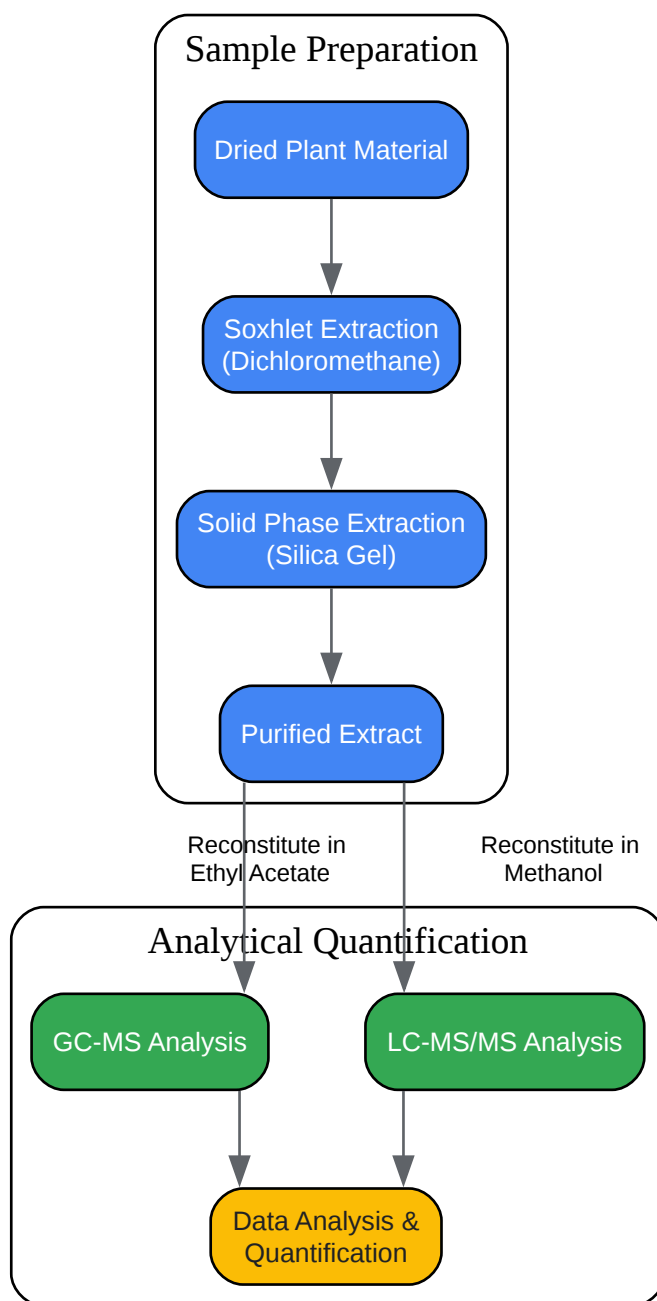 Sample Preparation
Dried Plant Material
Soxhlet Extraction
(Dichloromethane)
Solid Phase Extraction
(Silica Gel)
Purified Extract
Reconstitute in
Ethyl Acetate
Reconstitute in
Methanol
Analytical Quantification
GC-MS Analysis
LC-MS/MS Analysis
Data Analysis &
Quantification